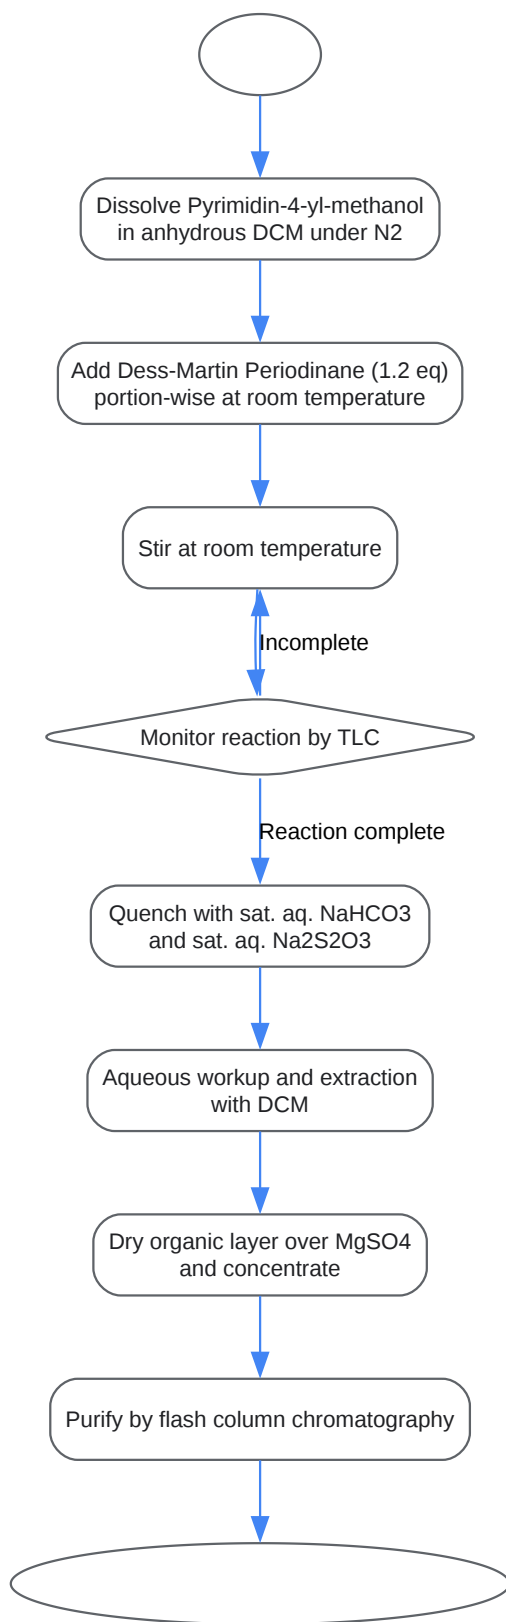 Dissolve Pyrimidin-4-yl-methanol
in anhydrous DCM under N2
Add Dess-Martin Periodinane (1.2 eq)
portion-wise at room temperature
Stir at room temperature
Incomplete
Monitor reaction by TLC
Reaction complete
Quench with sat. aq. NaHCO3
and sat. aq. Na2S2O3
Aqueous workup and extraction
with DCM
Dry organic layer over MgSO4
and concentrate
Purify by flash column chromatography